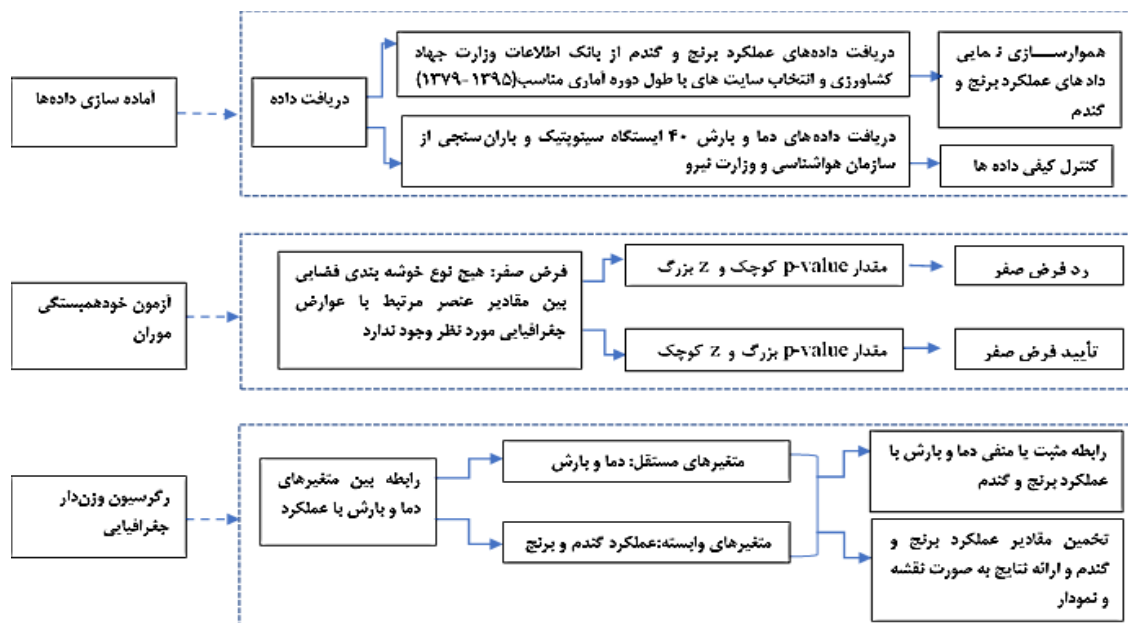 آماده سازی داده‌ها
دریافت داده
دریافت داده‌های عملکرد برنج و گندم از بانک اطلاعات وزارت جهاد
کشاورزی و انتخاب سایت های با طول دوره آماری مناسب(۱۳۹۵-۱۳۷۹)
هموارسازی نمایی
دادهای عملکرد برنج و
گندم
دریافت داده‌های دما و بارش ۴۰ ایستگاه سینوپتیک و باران‌سنجی از
سازمان هواشناسی و وزارت نیرو
کنترل کیفی داده ها
آزمون خودهمبستگی
موران
فرض صفر: هیچ نوع خوشه بندی فضایی
بین مقادیر عنصر مرتبط با عوارض
جغرافیایی مورد نظر وجود ندارد
مقدار p-value کوچک و z بزرگ
رد فرض صفر
مقدار p-value بزرگ و z کوچک
تأیید فرض صفر
رگرسیون وزن‌دار
جغرافیایی
رابطه بین متغیرهای
دما و بارش با عملکرد
متغیرهای مستقل: دما و بارش
متغیرهای وابسته:عملکرد گندم و برنج
رابطه مثبت یا منفی دما و بارش با
عملکرد برنج و گندم
تخمین مقادیر عملکرد برنج و
گندم و ارائه نتایج به صورت نقشه
و نمودار